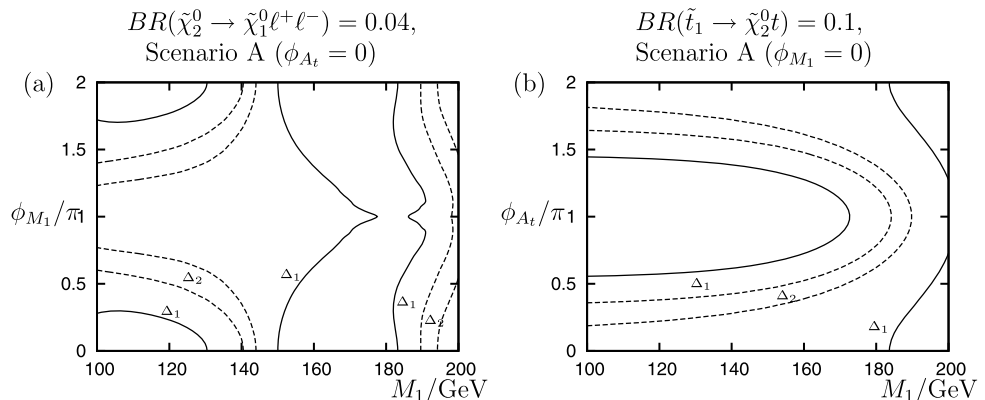 BR(χ̃₂⁰ → χ̃₁⁰ℓ⁺ℓ⁻) = 0.04,
Scenario A (ϕ_{A_t} = 0)
(a)
2
1.5
ϕ_{M₁}/π
1
0.5
0
Δ₂
Δ₁
Δ₁
Δ₁
Δ₂
100 120 140 160 180 200
M₁/GeV
BR(t̃₁ → χ̃₂⁰t) = 0.1,
Scenario A (ϕ_{M₁} = 0)
(b)
2
1.5
ϕ_{A_t}/π
1
0.5
0
Δ₁
Δ₂
Δ₁
100 120 140 160 180 200
M₁/GeV